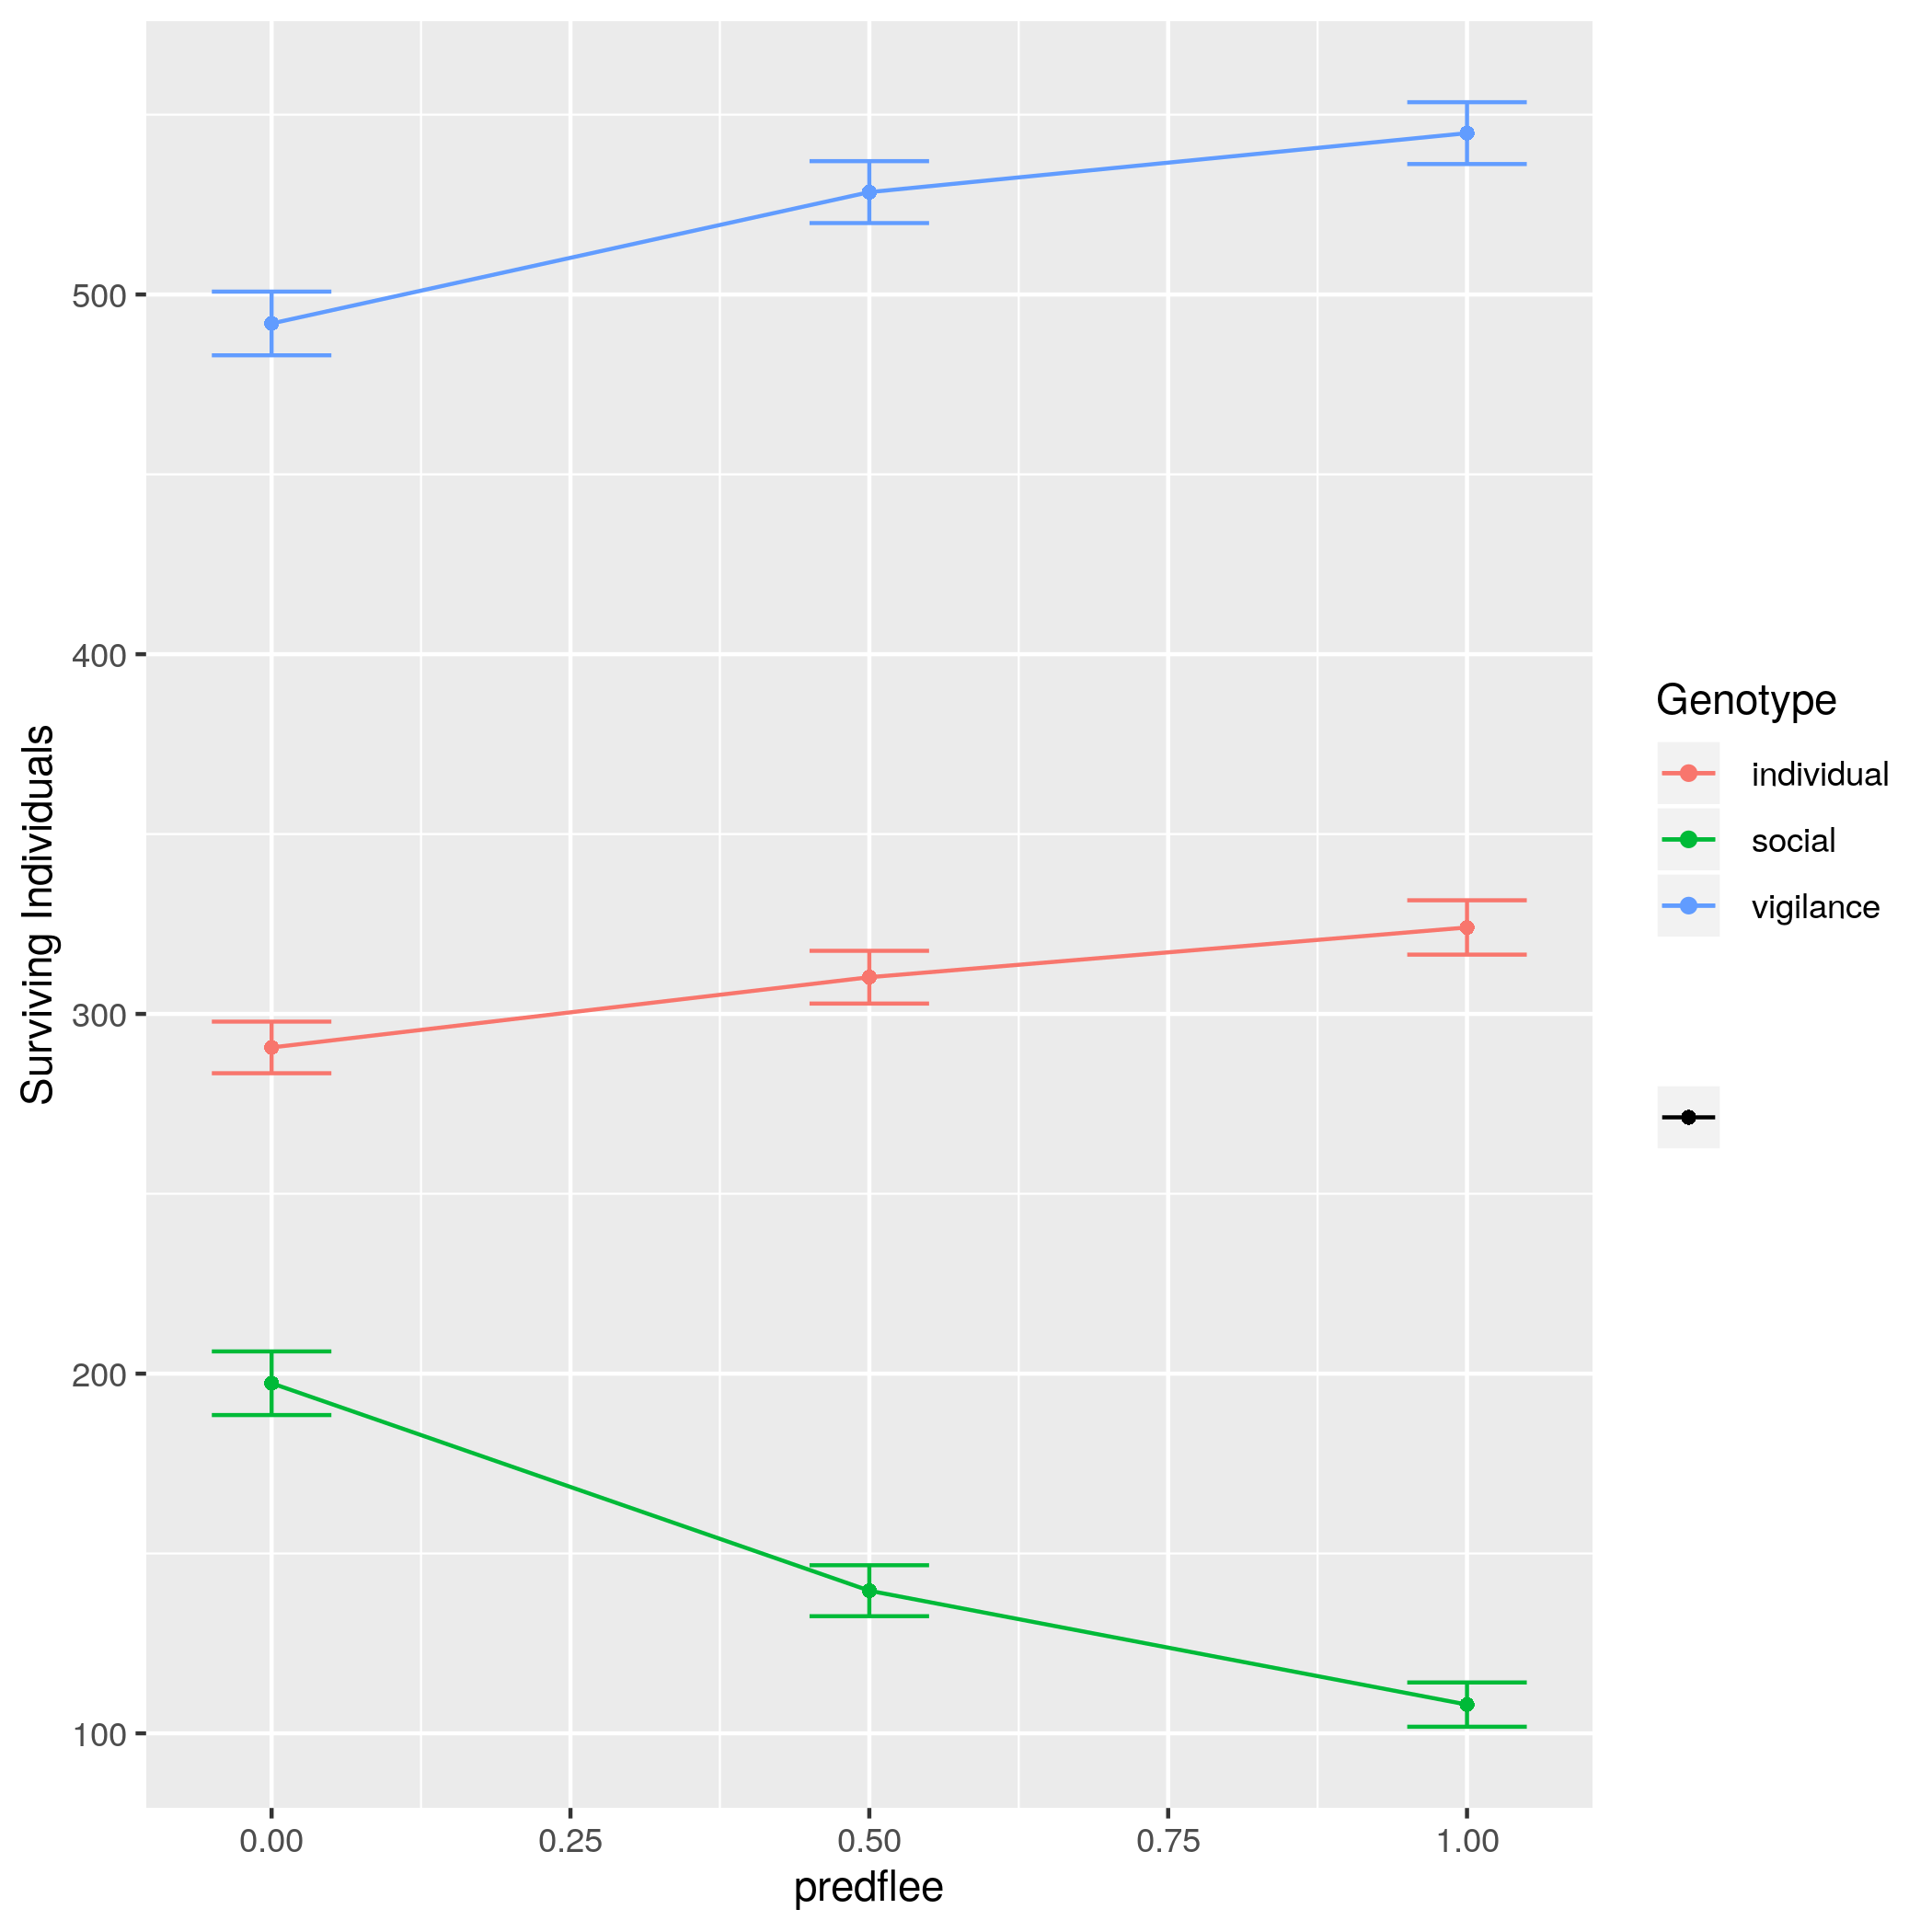 Surviving Individuals
500
400
300
200
100
0.00 0.25 0.50 0.75 1.00
predflee
Genotype
individual
social
vigilance